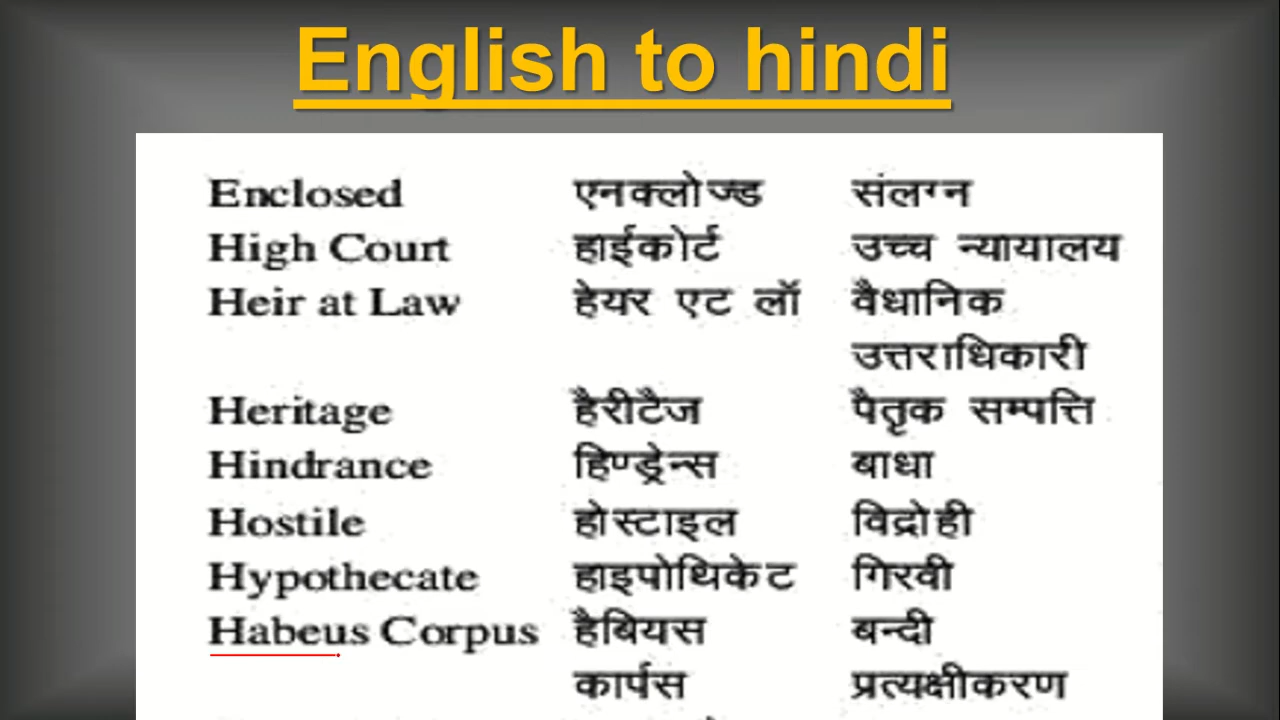 English to hindi
Enclosed एनक्लोज्ड संलग्न
High Court हाईकोर्ट उच्च न्यायालय
Heir at Law हेयर एट लॉ वैधानिक
उत्तराधिकारी
Heritage हैरीटैज पैतृक सम्पत्ति
Hindrance हिण्ड्रेन्स बाधा
Hostile होस्टाइल विद्रोही
Hypothecate हाइपोथिकेट गिरवी
Habeus Corpus हैबियस बन्दी
कार्पस प्रत्यक्षीकरण